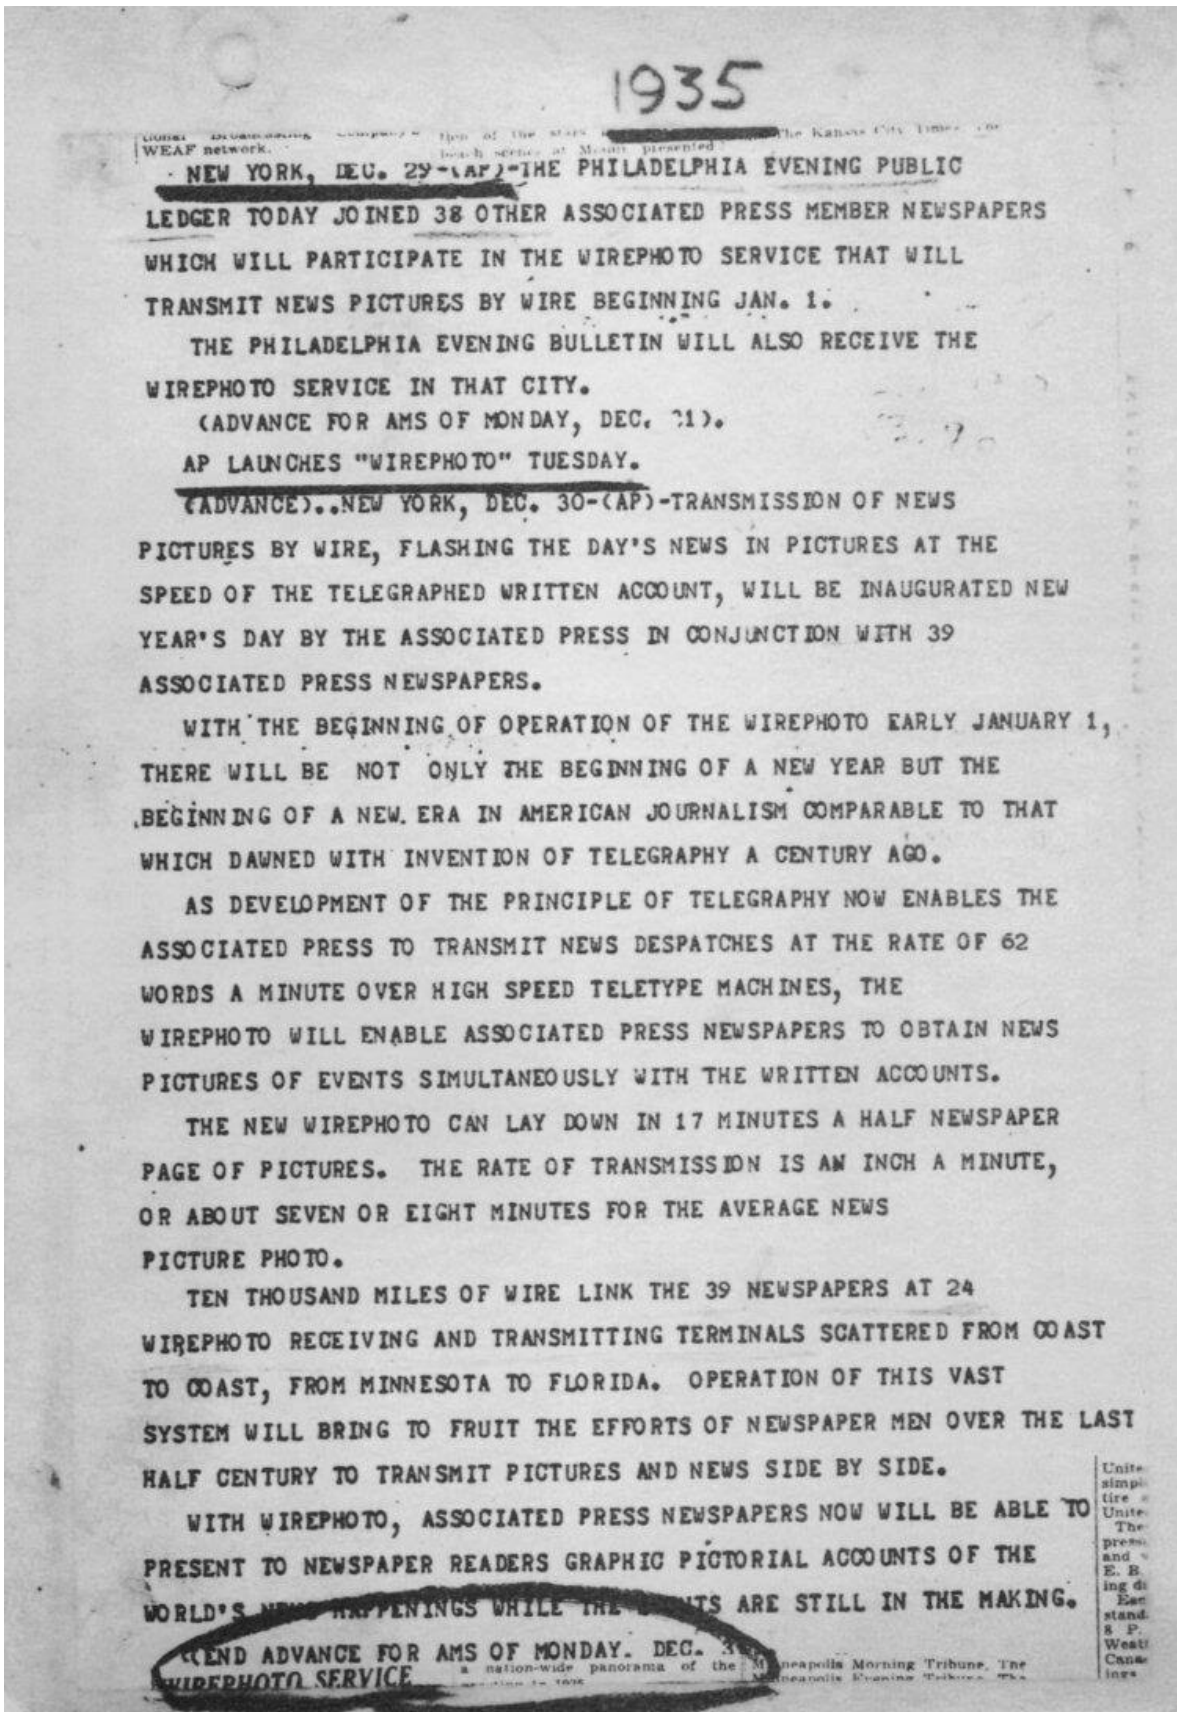 1935
WEAF network.
The Kansas City Times
NEW YORK, DEC. 29-(AP)-THE PHILADELPHIA EVENING PUBLIC
LEDGER TODAY JOINED 38 OTHER ASSOCIATED PRESS MEMBER NEWSPAPERS
WHICH WILL PARTICIPATE IN THE WIREPHOTO SERVICE THAT WILL
TRANSMIT NEWS PICTURES BY WIRE BEGINNING JAN. 1.
THE PHILADELPHIA EVENING BULLETIN WILL ALSO RECEIVE THE
WIREPHOTO SERVICE IN THAT CITY.
(ADVANCE FOR AMS OF MONDAY, DEC.
AP LAUNCHES "WIREPHOTO" TUESDAY.
(ADVANCE)..NEW YORK, DEC. 30-(AP)-TRANSMISSION OF NEWS
PICTURES BY WIRE, FLASHING THE DAY'S NEWS IN PICTURES AT THE
SPEED OF THE TELEGRAPHED WRITTEN ACCOUNT, WILL BE INAUGURATED NEW
YEAR'S DAY BY THE ASSOCIATED PRESS IN CONJUNCTION WITH 39
ASSOCIATED PRESS NEWSPAPERS.
WITH THE BEGINNING OF OPERATION OF THE WIREPHOTO EARLY JANUARY 1,
THERE WILL BE NOT ONLY THE BEGINNING OF A NEW YEAR BUT THE
BEGINNING OF A NEW ERA IN AMERICAN JOURNALISM COMPARABLE TO THAT
WHICH DAWNED WITH INVENTION OF TELEGRAPHY A CENTURY AGO.
AS DEVELOPMENT OF THE PRINCIPLE OF TELEGRAPHY NOW ENABLES THE
ASSOCIATED PRESS TO TRANSMIT NEWS DESPATCHES AT THE RATE OF 62
WORDS A MINUTE OVER HIGH SPEED TELETYPE MACHINES, THE
WIREPHOTO WILL ENABLE ASSOCIATED PRESS NEWSPAPERS TO OBTAIN NEWS
PICTURES OF EVENTS SIMULTANEOUSLY WITH THE WRITTEN ACCOUNTS.
THE NEW WIREPHOTO CAN LAY DOWN IN 17 MINUTES A HALF NEWSPAPER
PAGE OF PICTURES. THE RATE OF TRANSMISSION IS AN INCH A MINUTE,
OR ABOUT SEVEN OR EIGHT MINUTES FOR THE AVERAGE NEWS
PICTURE PHOTO.
TEN THOUSAND MILES OF WIRE LINK THE 39 NEWSPAPERS AT 24
WIREPHOTO RECEIVING AND TRANSMITTING TERMINALS SCATTERED FROM COAST
TO COAST, FROM MINNESOTA TO FLORIDA. OPERATION OF THIS VAST
SYSTEM WILL BRING TO FRUIT THE EFFORTS OF NEWSPAPER MEN OVER THE LAST
HALF CENTURY TO TRANSMIT PICTURES AND NEWS SIDE BY SIDE.
WITH WIREPHOTO, ASSOCIATED PRESS NEWSPAPERS NOW WILL BE ABLE TO
PRESENT TO NEWSPAPER READERS GRAPHIC PICTORIAL ACCOUNTS OF THE
WORLD'S NEWS HAPPENINGS WHILE THE EVENTS ARE STILL IN THE MAKING.
(END ADVANCE FOR AMS OF MONDAY. DEC.
WIREPHOTO SERVICE
a nation-wide panorama of the
Minneapolis Morning Tribune, The
The
and
E. B.
8 P.